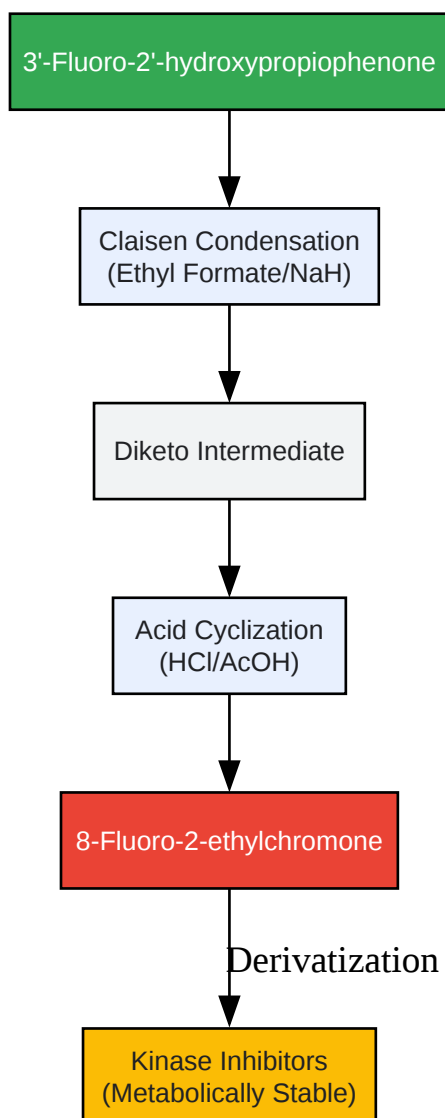 3'-Fluoro-2'-hydroxypropiophenone
Claisen Condensation
(Ethyl Formate/NaH)
Diketo Intermediate
Acid Cyclization
(HCl/AcOH)
8-Fluoro-2-ethylchromone
Derivatization
Kinase Inhibitors
(Metabolically Stable)